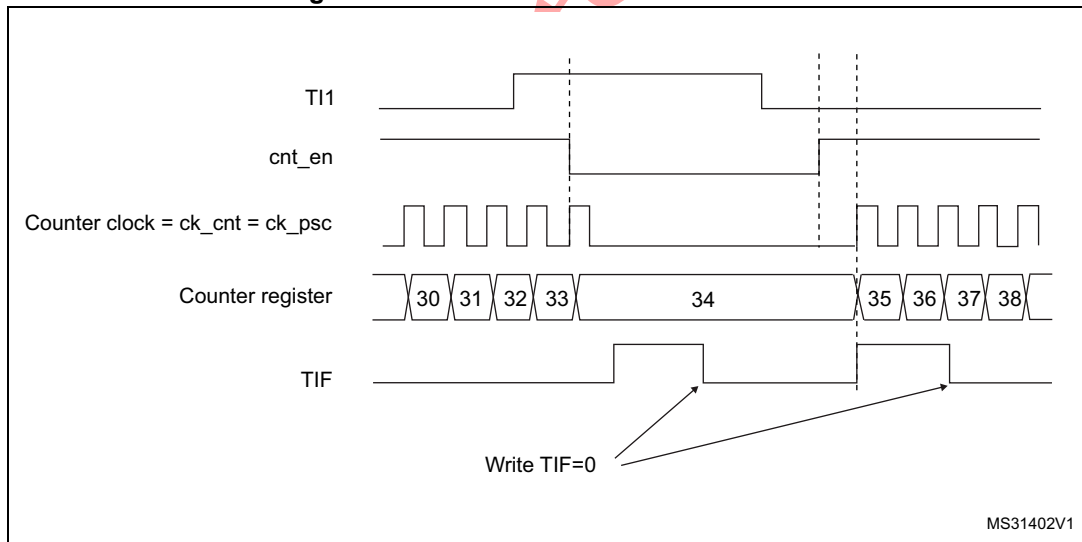 TI1
cnt_en
Counter clock = ck_cnt = ck_psc
Counter register
30 31 32 33 34 35 36 37 38
TIF
Write TIF=0
MS31402V1